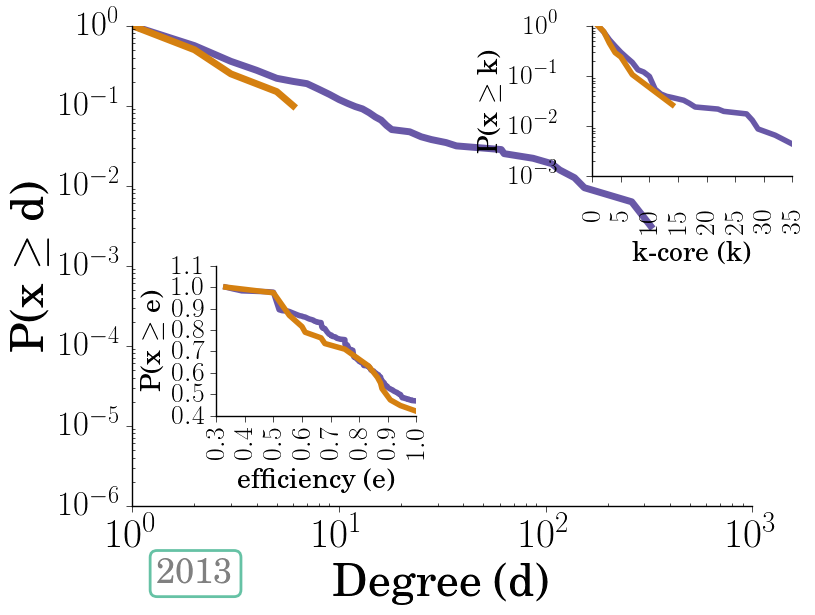 10^0
10^-1
10^-2
10^-3
10^-4
10^-5
10^-6
P(x ≥ d)
10^0 10^1 10^2 10^3
Degree (d)
2013
10^0
10^-1
10^-2
10^-3
P(x ≥ k)
0 5 10 15 20 25 30 35
k-core (k)
1.1
1.0
0.9
0.8
0.7
0.6
0.5
0.4
P(x ≥ e)
0.3 0.4 0.5 0.6 0.7 0.8 0.9 1.0
efficiency (e)